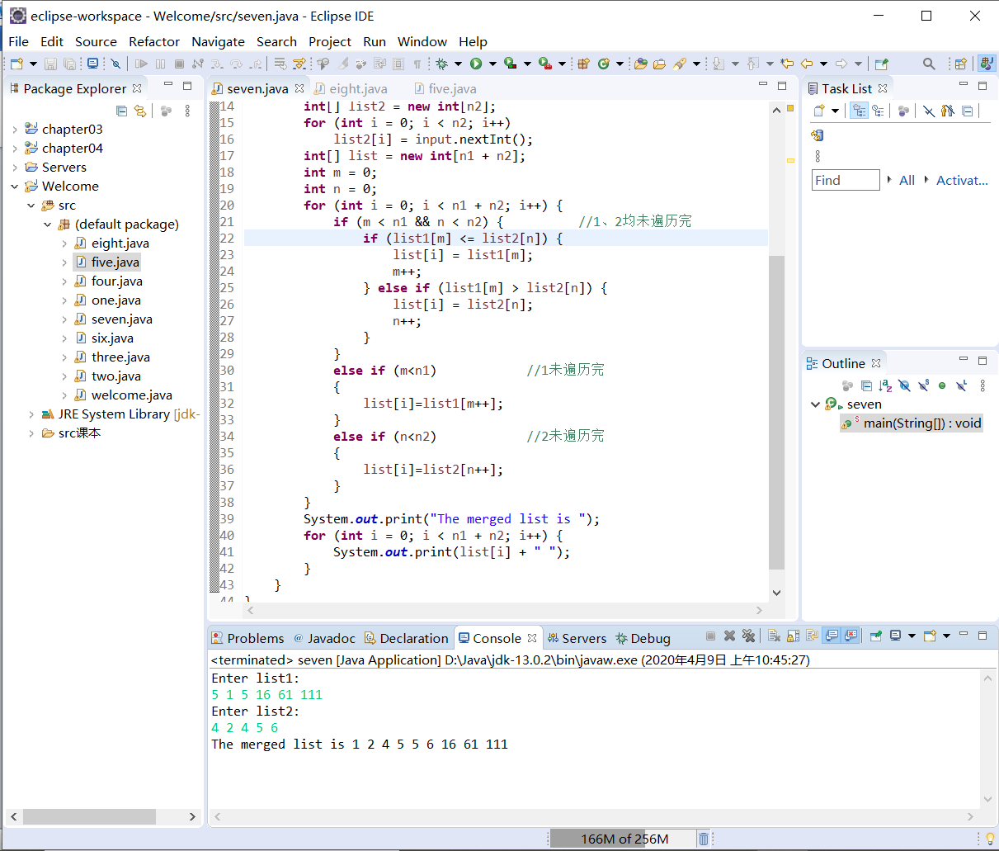 eclipse-workspace - Welcome/src/seven.java - Eclipse IDE
File Edit Source Refactor Navigate Search Project Run Window Help
Package Explorer
chapter03
chapter04
Servers
Welcome
src
(default package)
eight.java
five.java
four.java
one.java
seven.java
six.java
three.java
two.java
welcome.java
JRE System Library [jdk-
src课本
seven.java eight.java five.java
14 int[] list2 = new int[n2];
15 for (int i = 0; i < n2; i++)
16 list2[i] = input.nextInt();
17 int[] list = new int[n1 + n2];
18 int m = 0;
19 int n = 0;
20 for (int i = 0; i < n1 + n2; i++) {
21 if (m < n1 && n < n2) { //1、2均未遍历完
22 if (list1[m] <= list2[n]) {
23 list[i] = list1[m];
24 m++;
25 } else if (list1[m] > list2[n]) {
26 list[i] = list2[n];
27 n++;
28 }
29 }
30 else if (m<n1) //1未遍历完
31 {
32 list[i]=list1[m++];
33 }
34 else if (n<n2) //2未遍历完
35 {
36 list[i]=list2[n++];
37 }
38 }
39 System.out.print("The merged list is ");
40 for (int i = 0; i < n1 + n2; i++) {
41 System.out.print(list[i] + " ");
42 }
43 }
44 }
Task List
Find All Activat...
Outline
seven
main(String[]) : void
Problems Javadoc Declaration Console Servers Debug
<terminated> seven [Java Application] D:\Java\jdk-13.0.2\bin\javaw.exe (2020年4月9日 上午10:45:27)
Enter list1:
5 1 5 16 61 111
Enter list2:
4 2 4 5 6
The merged list is 1 2 4 5 5 6 16 61 111
166M of 256M